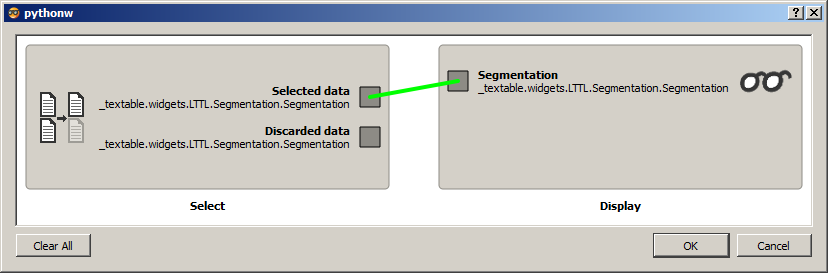 pythonw
Selected data
_textable.widgets.LTTL.Segmentation.Segmentation
Discarded data
_textable.widgets.LTTL.Segmentation.Segmentation
Select
Segmentation
_textable.widgets.LTTL.Segmentation.Segmentation
Display
Clear All
OK
Cancel